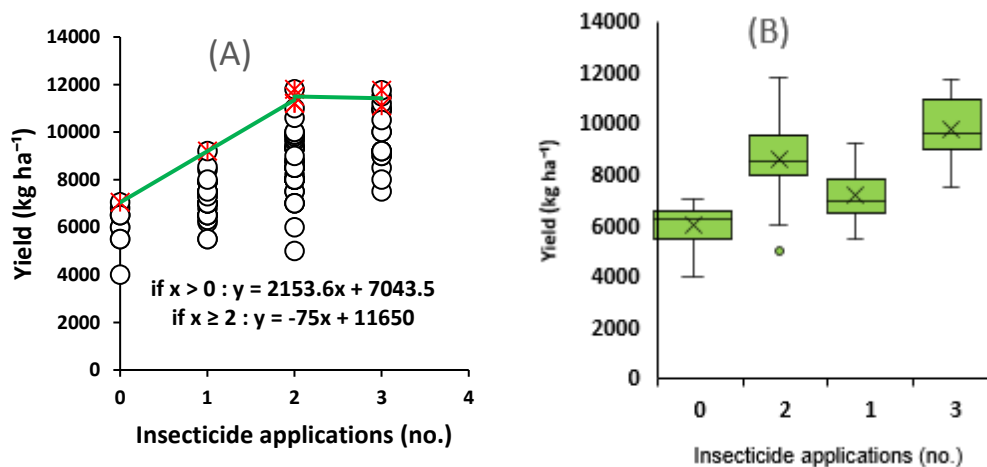 (A)
Yield (kg ha⁻¹)
14000
12000
10000
8000
6000
4000
2000
0
if x > 0 : y = 2153.6x + 7043.5
if x ≥ 2 : y = -75x + 11650
0 1 2 3 4
Insecticide applications (no.)
(B)
Yield (kg ha⁻¹)
14000
12000
10000
8000
6000
4000
2000
0
0 2 1 3
Insecticide applications (no.)